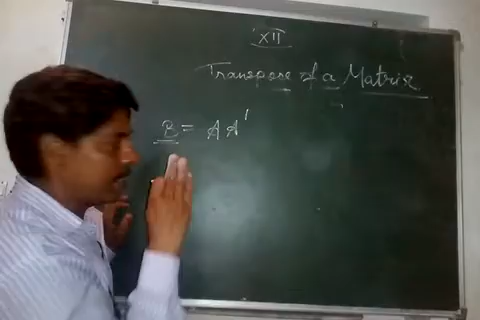 XII
Transpose of a Matrix
B = A A'